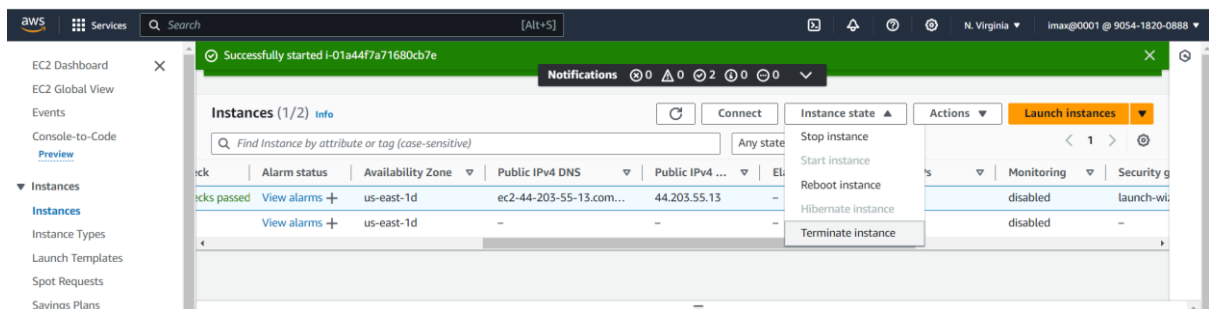 aws Services Search [Alt+S] N. Virginia ▼ imax@0001 @ 9054-1820-0888 ▼
EC2 Dashboard
EC2 Global View
Events
Console-to-Code
Preview
▼ Instances
Instances
Instance Types
Launch Templates
Spot Requests
Savings Plans
Successfully started i-01a44f7a71680cb7e
Notifications 0 0 2 0 0
Instances (1/2) Info Connect Instance state ▲ Actions ▼ Launch instances ▼
Find Instance by attribute or tag (case-sensitive) Any state < 1 >
Stop instance
Start instance
Reboot instance
Hibernate instance
Terminate instance
eck Alarm status Availability Zone Public IPv4 DNS Public IPv4 ... Ela Ps Monitoring Security g
ecks passed View alarms + us-east-1d ec2-44-203-55-13.com... 44.203.55.13 – disabled launch-wiz
View alarms + us-east-1d – – – disabled –